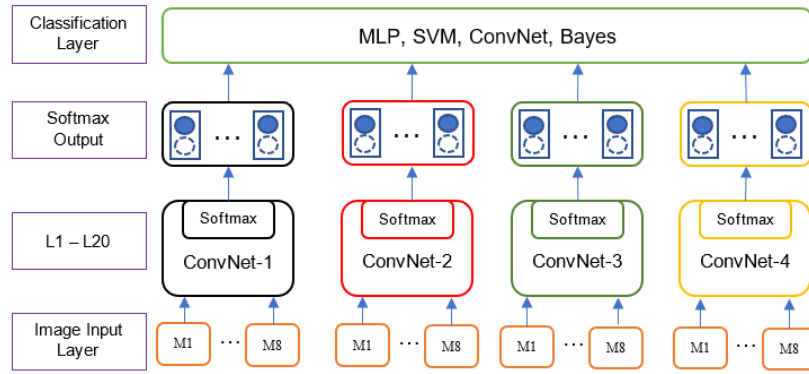 Classification
Layer
MLP, SVM, ConvNet, Bayes
Softmax
Output
... ... ... ...
L1 – L20
Softmax Softmax Softmax Softmax
ConvNet-1 ConvNet-2 ConvNet-3 ConvNet-4
Image Input
Layer
M1 ... M8 M1 ... M8 M1 ... M8 M1 ... M8